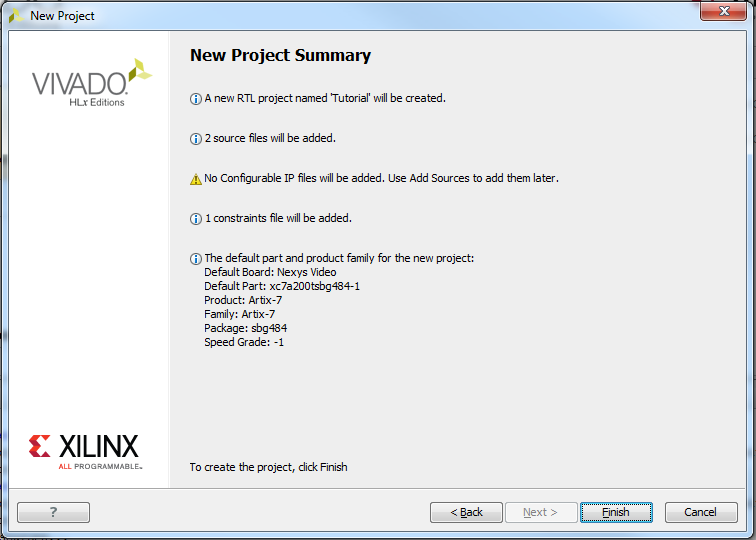 New Project
VIVADO.
HLx Editions
New Project Summary
A new RTL project named 'Tutorial' will be created.
2 source files will be added.
No Configurable IP files will be added. Use Add Sources to add them later.
1 constraints file will be added.
The default part and product family for the new project:
Default Board: Nexys Video
Default Part: xc7a200tsbg484-1
Product: Artix-7
Family: Artix-7
Package: sbg484
Speed Grade: -1
XILINX
ALL PROGRAMMABLE™
To create the project, click Finish
? < Back Next > Finish Cancel